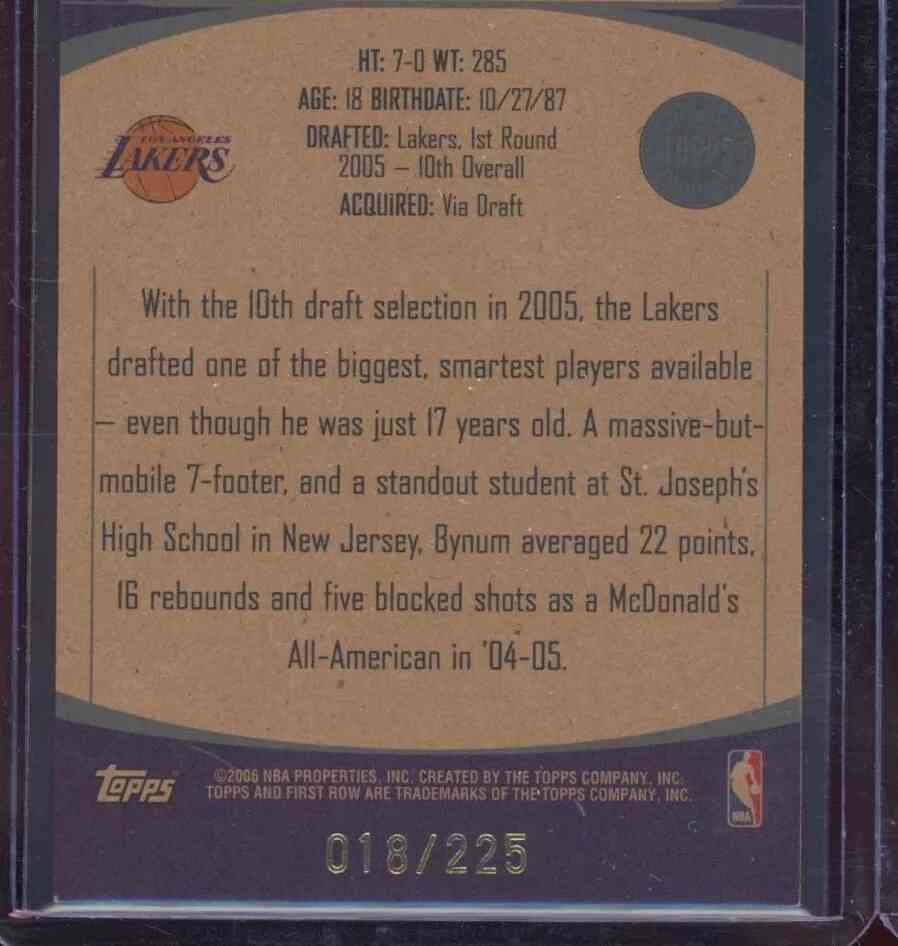 HT: 7-0 WT: 285
AGE: 18 BIRTHDATE: 10/27/87
DRAFTED: Lakers, 1st Round
2005 – 10th Overall
ACQUIRED: Via Draft
LOS ANGELES
LAKERS
With the 10th draft selection in 2005, the Lakers
drafted one of the biggest, smartest players available
– even though he was just 17 years old. A massive-but-
mobile 7-footer, and a standout student at St. Joseph's
High School in New Jersey, Bynum averaged 22 points,
16 rebounds and five blocked shots as a McDonald's
All-American in '04-05.
Topps
©2006 NBA PROPERTIES, INC. CREATED BY THE TOPPS COMPANY, INC.
TOPPS AND FIRST ROW ARE TRADEMARKS OF THE TOPPS COMPANY, INC.
NBA
018/225